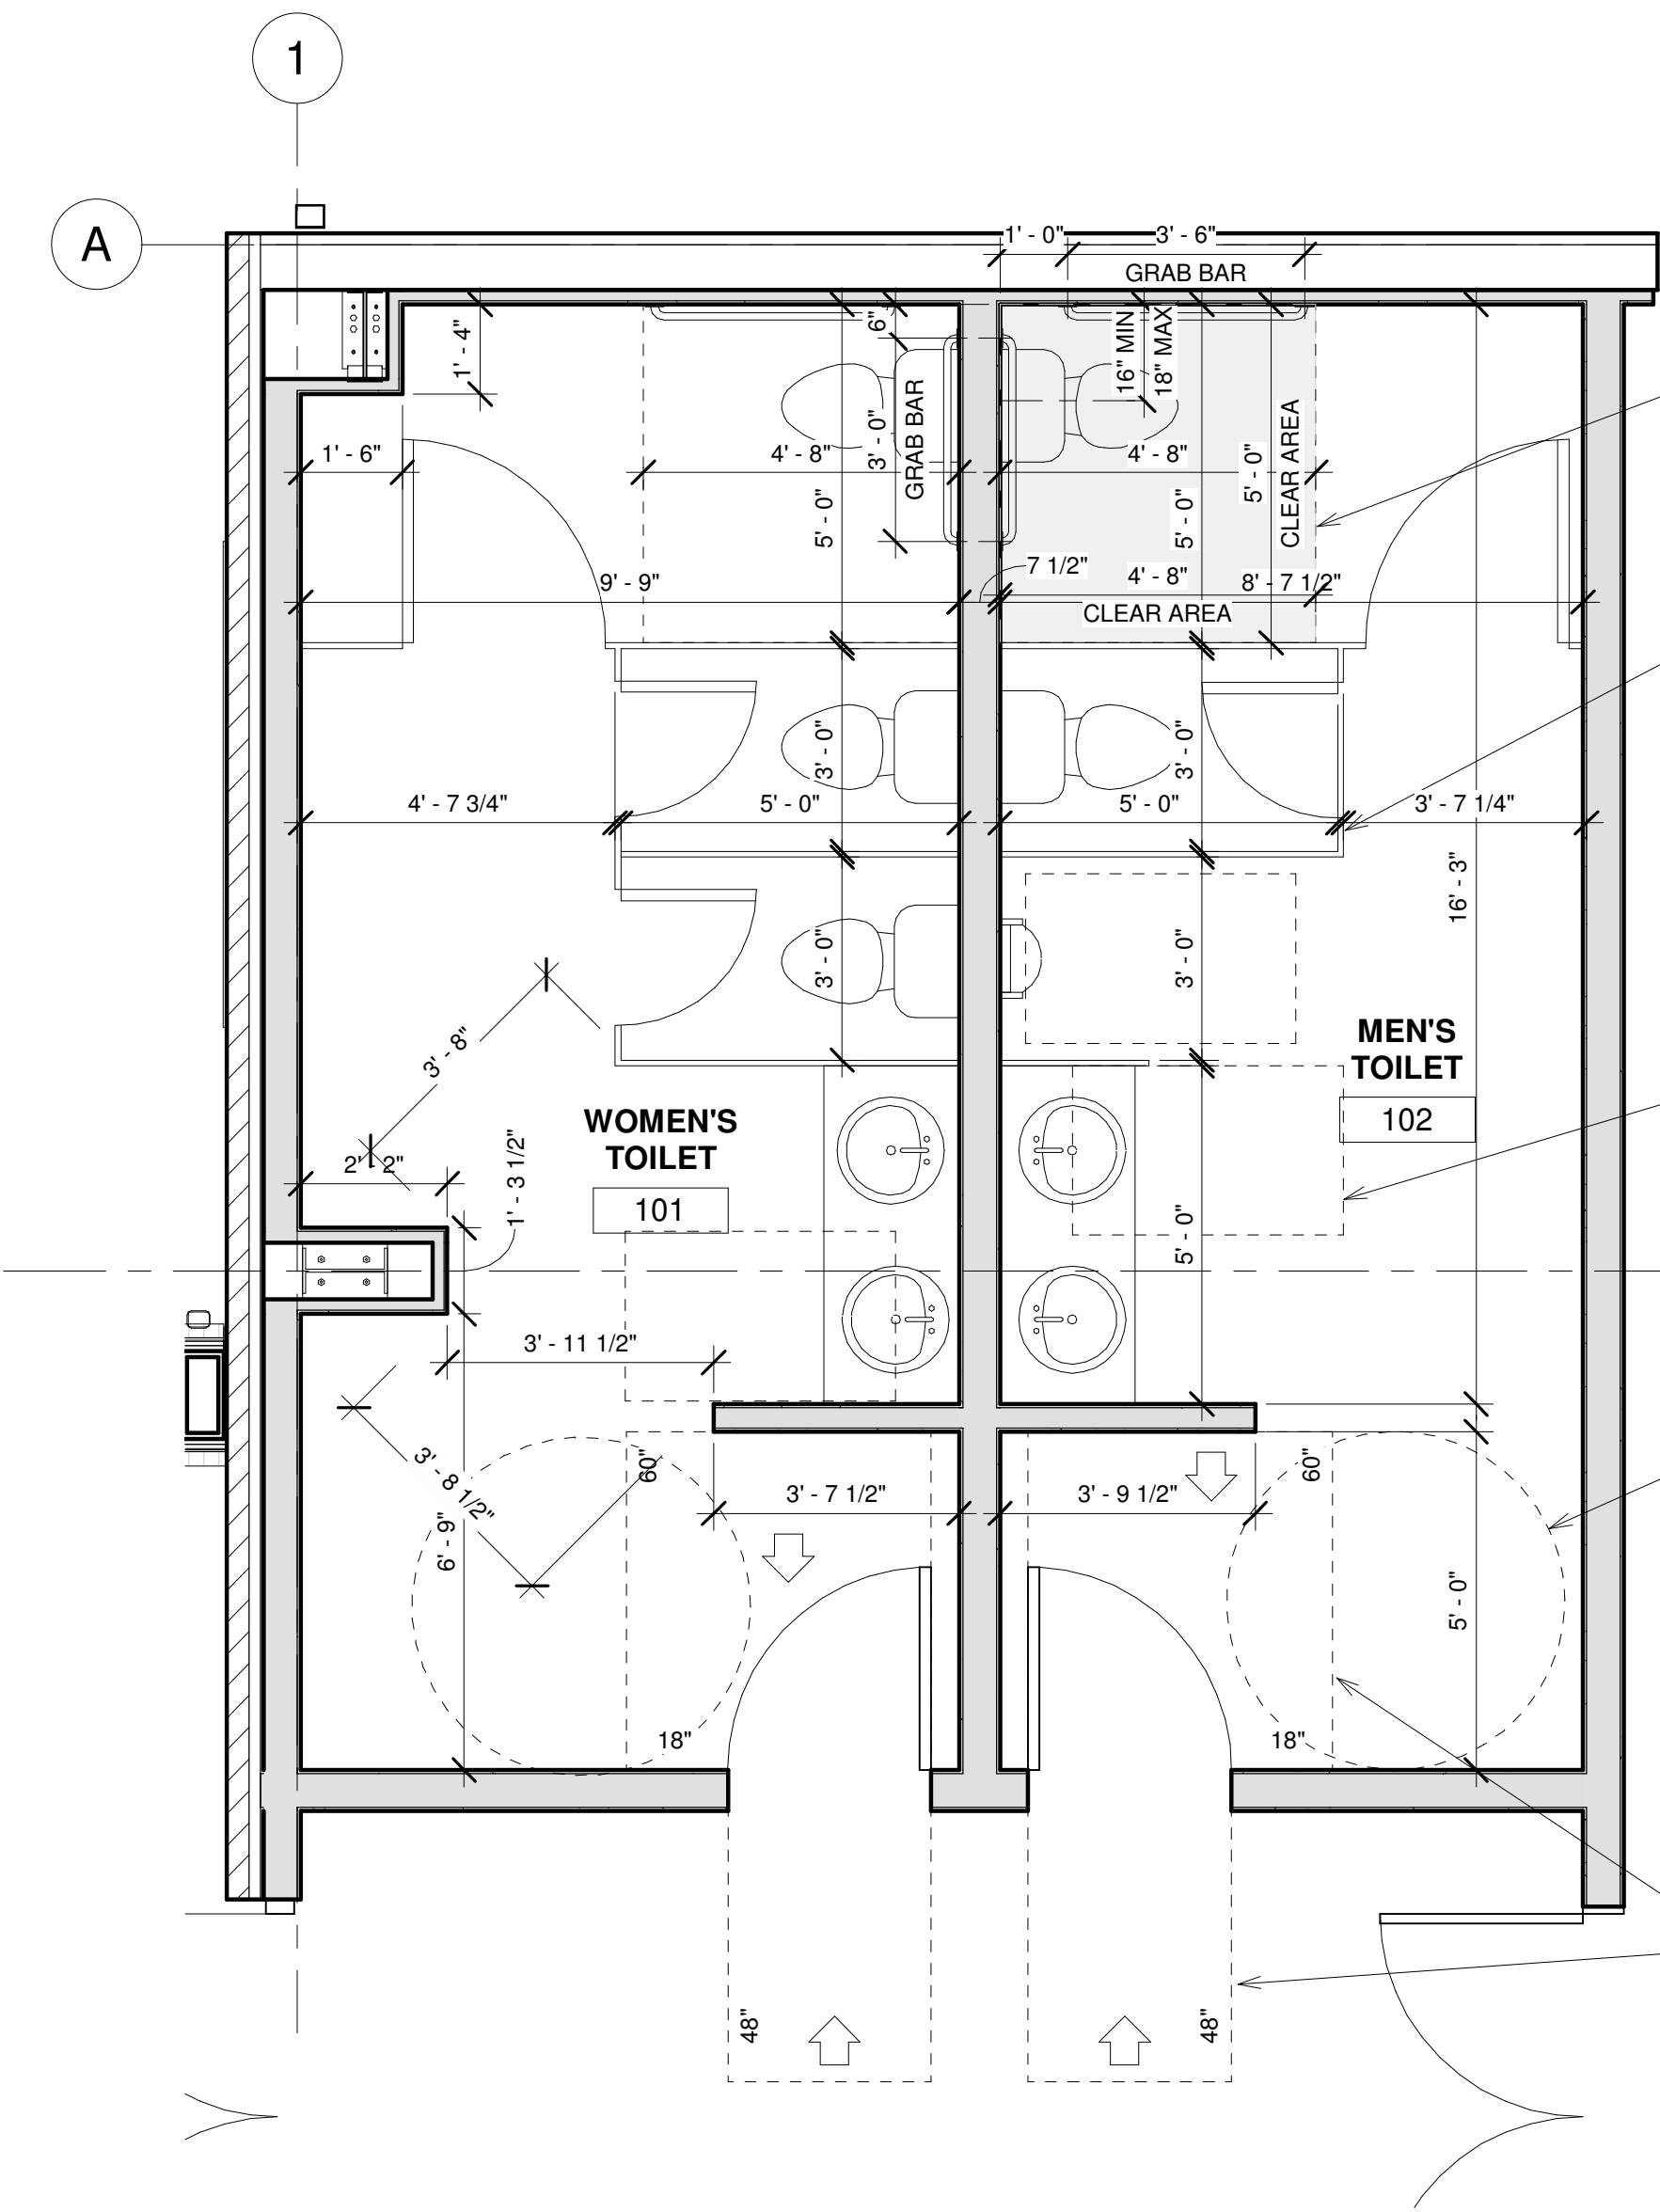 1
A
1' - 0"
3' - 6"
GRAB BAR
1' - 4"
6"
16" MIN
18" MAX
1' - 6"
4' - 8"
3' - 0"
GRAB BAR
4' - 8"
5' - 0"
CLEAR AREA
5' - 0"
5' - 0"
9' - 9"
7 1/2"
4' - 8"
8' - 7 1/2"
CLEAR AREA
3' - 0"
3' - 0"
4' - 7 3/4"
5' - 0"
5' - 0"
3' - 7 1/4"
16' - 3"
3' - 0"
3' - 0"
3' - 8"
MEN'S
TOILET
102
WOMEN'S
TOILET
101
2' - 2"
1' - 3 1/2"
5' - 0"
3' - 11 1/2"
3' - 8 1/2"
60"
60"
3' - 7 1/2"
3' - 9 1/2"
6' - 9"
5' - 0"
18"
18"
48"
48"